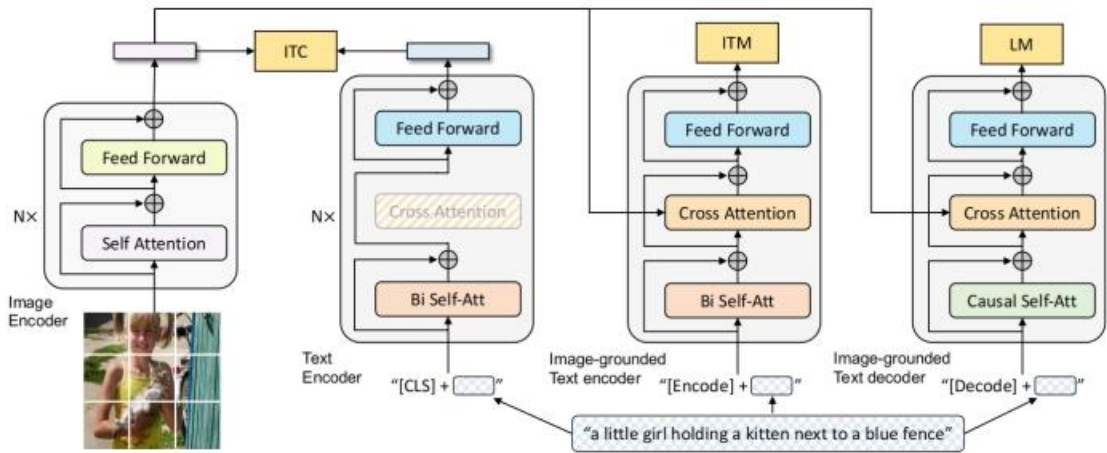 ITC
ITM
LM
Feed Forward
Self Attention
N×
Image
Encoder
Feed Forward
Cross Attention
Bi Self-Att
N×
Text
Encoder
"[CLS] + "
Feed Forward
Cross Attention
Bi Self-Att
Image-grounded
Text encoder
"[Encode] + "
Feed Forward
Cross Attention
Causal Self-Att
Image-grounded
Text decoder
"[Decode] + "
"a little girl holding a kitten next to a blue fence"